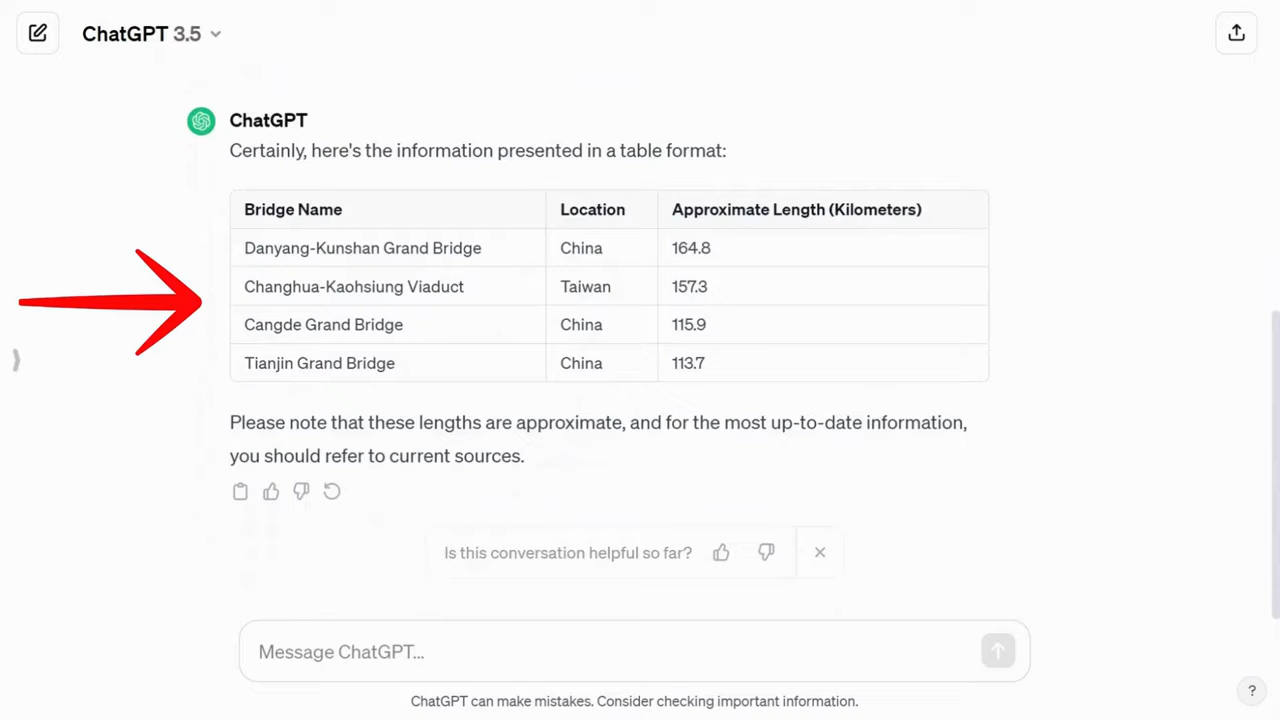 ChatGPT 3.5
ChatGPT
Certainly, here's the information presented in a table format:
Bridge Name Location Approximate Length (Kilometers)
Danyang-Kunshan Grand Bridge China 164.8
Changhua-Kaohsiung Viaduct Taiwan 157.3
Cangde Grand Bridge China 115.9
Tianjin Grand Bridge China 113.7
Please note that these lengths are approximate, and for the most up-to-date information,
you should refer to current sources.
Is this conversation helpful so far?
Message ChatGPT...
ChatGPT can make mistakes. Consider checking important information.
?